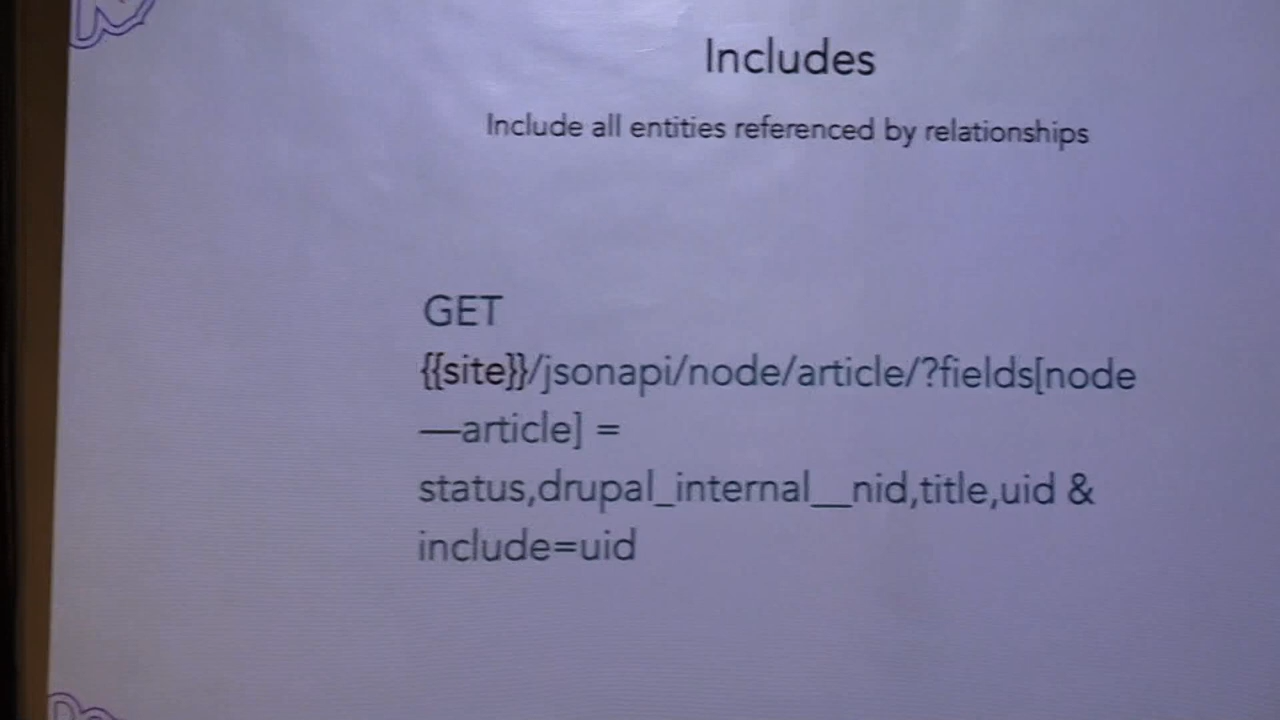 Includes
Include all entities referenced by relationships
GET
{{site}}/jsonapi/node/article/?fields[node
—article] =
status,drupal_internal__nid,title,uid &
include=uid